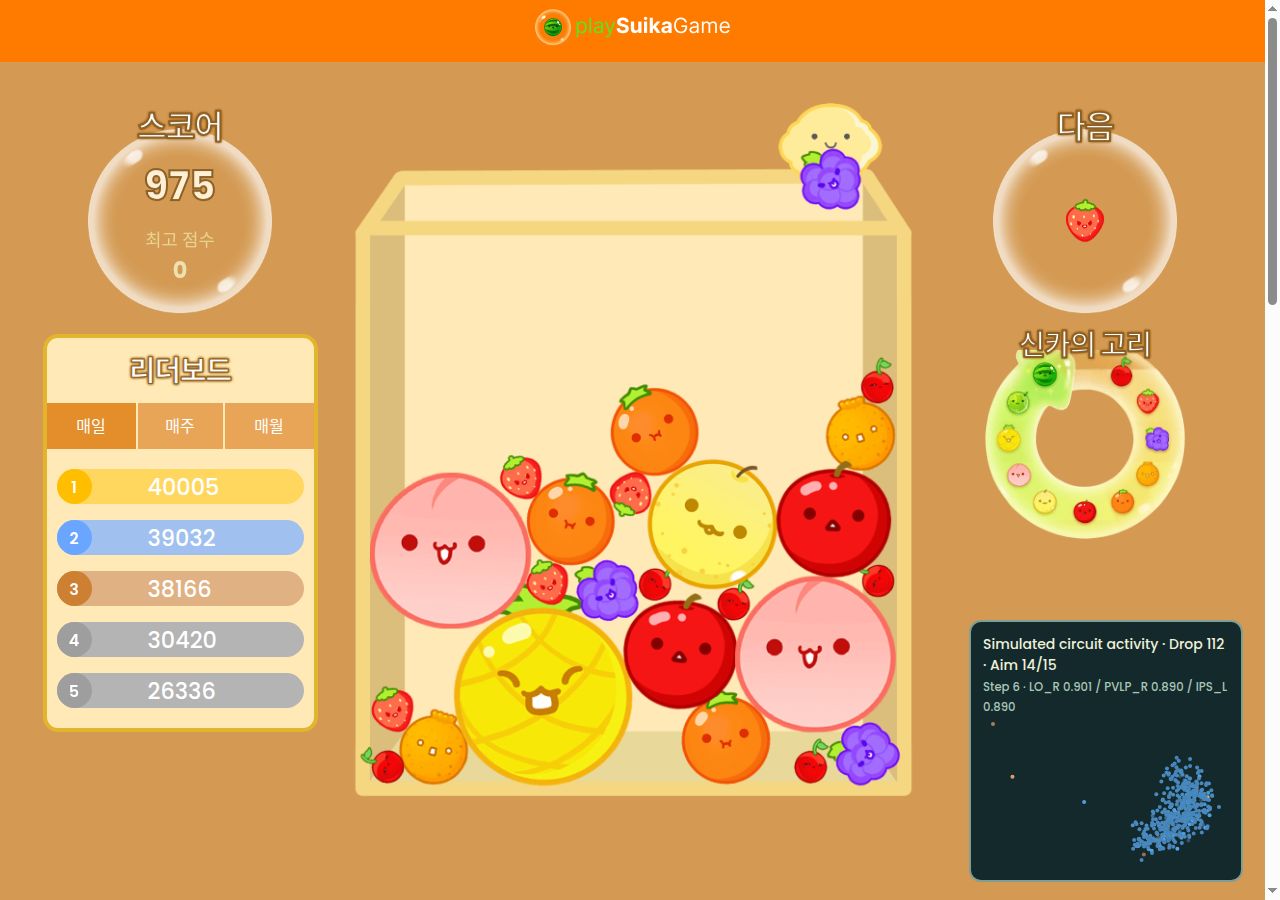 playSuikaGame
스코어
975
최고 점수
0
다음
리더보드
매일 매주 매월
1 40005
2 39032
3 38166
4 30420
5 26336
신카의 고리
Simulated circuit activity · Drop 112
· Aim 14/15
Step 6 · LO_R 0.901 / PVLP_R 0.890 / IPS_L
0.890